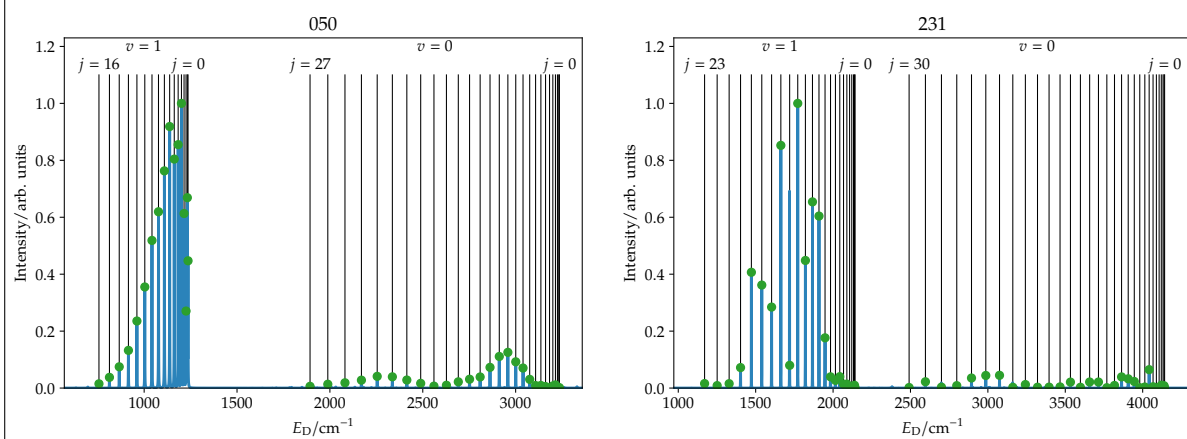 050
1.2
1.0
0.8
0.6
0.4
0.2
0.0
Intensity/arb. units
v = 1
v = 0
j = 16
j = 0
j = 27
j = 0
1000
1500
2000
2500
3000
E_D/cm⁻¹
231
1.2
1.0
0.8
0.6
0.4
0.2
0.0
Intensity/arb. units
v = 1
v = 0
j = 23
j = 0
j = 30
j = 0
1000
1500
2000
2500
3000
3500
4000
E_D/cm⁻¹